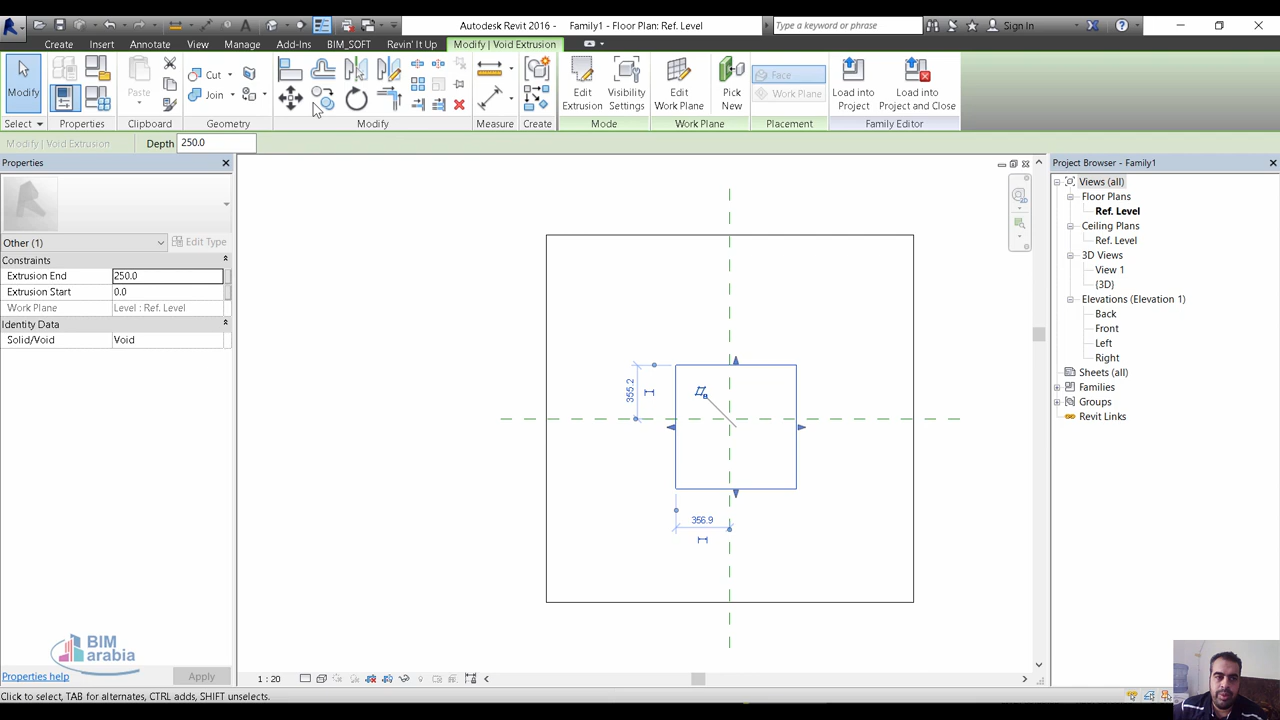 Autodesk Revit 2016 - Family1 - Floor Plan: Ref. Level
Type a keyword or phrase
Sign In
Create Insert Annotate View Manage Add-Ins BIM_SOFT Revin' It Up Modify | Void Extrusion
Modify
Paste
Cut
Join
Edit Extrusion
Visibility Settings
Edit Work Plane
Pick New
Face
Work Plane
Load into Project
Load into Project and Close
Select Properties Clipboard Geometry Modify Measure Create Mode Work Plane Placement Family Editor
Modify | Void Extrusion Depth 250.0
Properties
Other (1) Edit Type
Constraints
Extrusion End 250.0
Extrusion Start 0.0
Work Plane Level : Ref. Level
Identity Data
Solid/Void Void
BIM
arabia
Properties help Apply
355.2
356.9
1 : 20
Project Browser - Family1
Views (all)
Floor Plans
Ref. Level
Ceiling Plans
Ref. Level
3D Views
View 1
{3D}
Elevations (Elevation 1)
Back
Front
Left
Right
Sheets (all)
Families
Groups
Revit Links
Click to select, TAB for alternates, CTRL adds, SHIFT unselects.